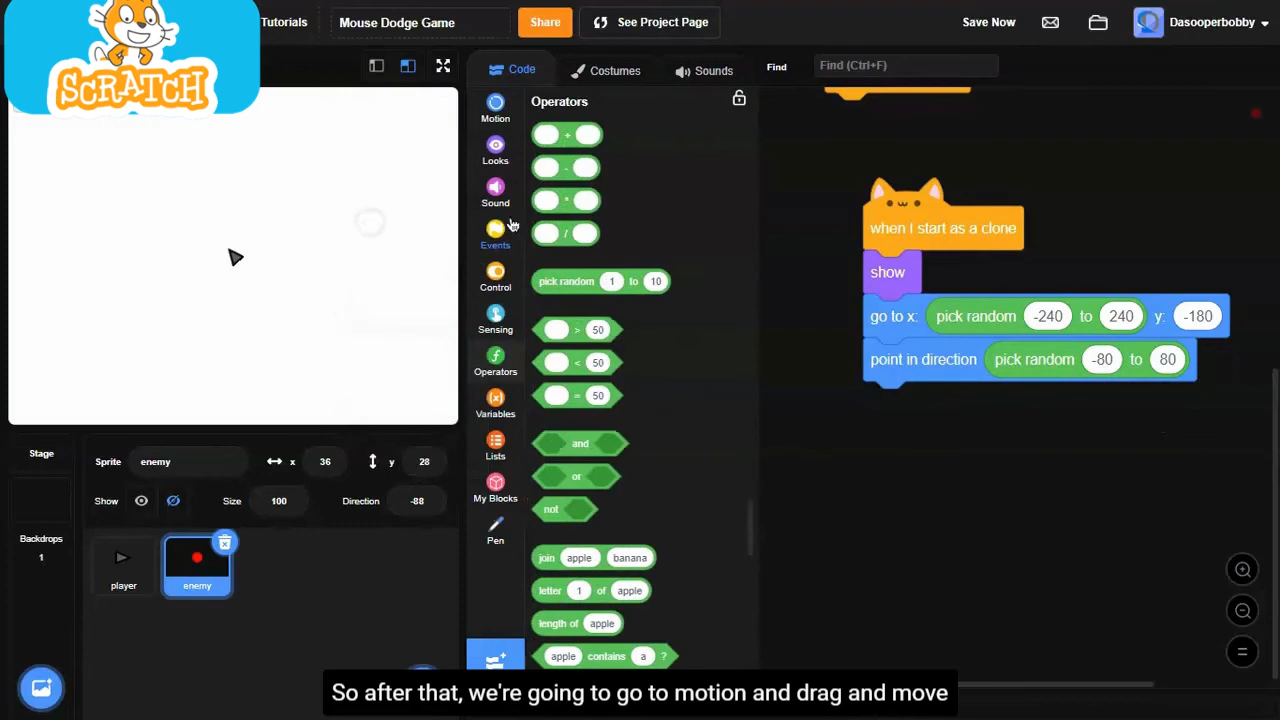 SCRATCH
Tutorials
Mouse Dodge Game
Share
See Project Page
Save Now
Dasooperbobby
Code
Costumes
Sounds
Find
Find (Ctrl+F)
Motion
Looks
Sound
Events
Control
Sensing
Operators
Variables
Lists
My Blocks
Pen
Operators
+
-
*
/
pick random 1 to 10
> 50
< 50
= 50
and
or
not
join apple banana
letter 1 of apple
length of apple
apple contains a ?
when I start as a clone
show
go to x: pick random -240 to 240 y: -180
point in direction pick random -80 to 80
Sprite enemy x 36 y 28
Show Size 100 Direction -88
player
enemy
Stage
Backdrops
1
So after that, we're going to go to motion and drag and move